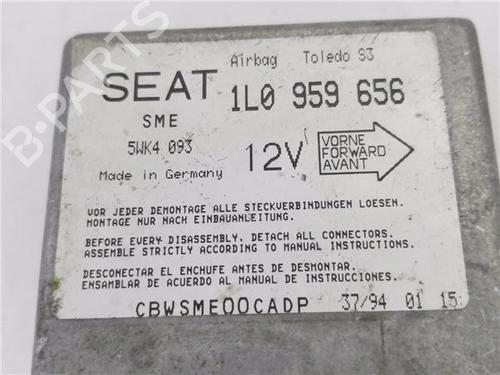 Airbag Toledo 93
SEAT 1L0 959 656
SME
5WK4 093
12V
VORNE
FORWARD
AVANT
Made in Germany
VOR JEDER DEMONTAGE ALLE STECKVERBINDUNGEN LOESEN.
MONTAGE NUR NACH EINBAUANLEITUNG.
BEFORE EVERY DISASSEMBLY, DETACH ALL CONNECTORS.
ASSEMBLE STRICTLY ACCORDING TO MANUAL INSTRUCTIONS.
DESCONECTAR EL ENCHUFE ANTES DE DESMONTAR.
ENSAMBLAR DE ACUERDO AL MANUAL DE INSTRUCCIONES.
CBWSME00CADP 37/94 01 15
B-PARTS